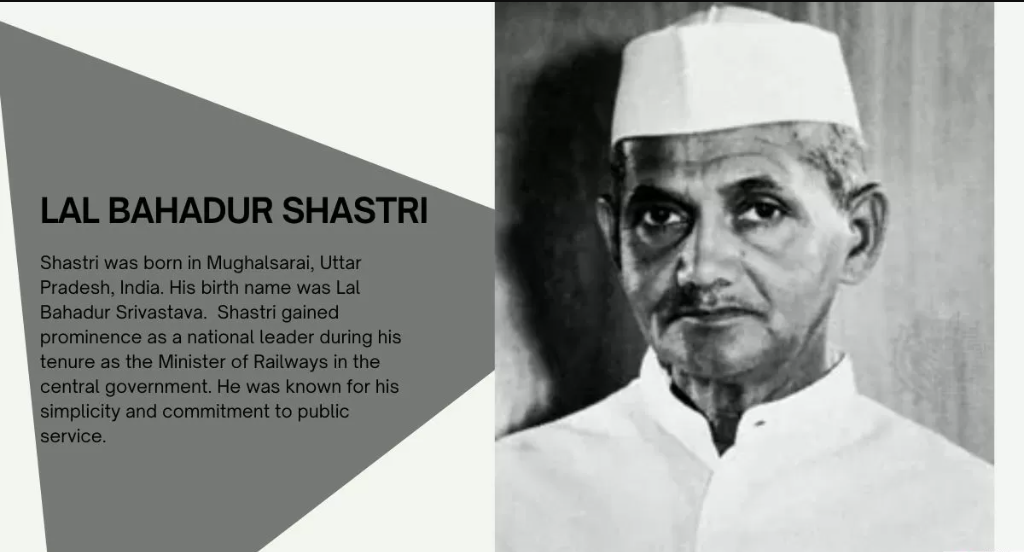 LAL BAHADUR SHASTRI
Shastri was born in Mughalsarai, Uttar
Pradesh, India. His birth name was Lal
Bahadur Srivastava.  Shastri gained
prominence as a national leader during his
tenure as the Minister of Railways in the
central government. He was known for his
simplicity and commitment to public
service.